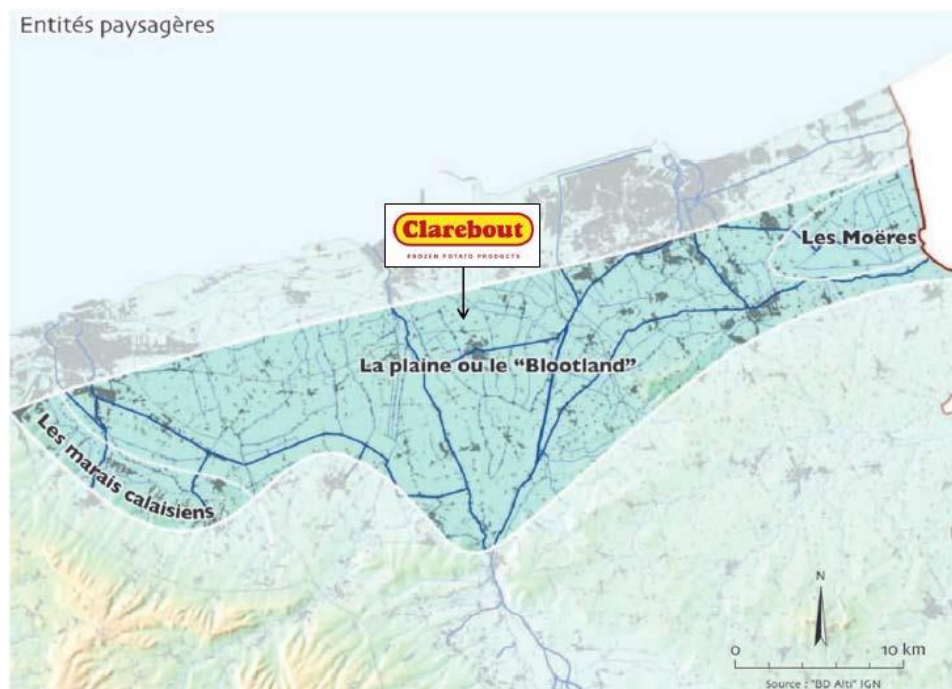 Entités paysagères
Clarebout
FROZEN POTATO PRODUCTS
Les Moëres
La plaine ou le "Blootland"
Les marais calaisiens
N
0 10 km
Source : "BD Alti" IGN